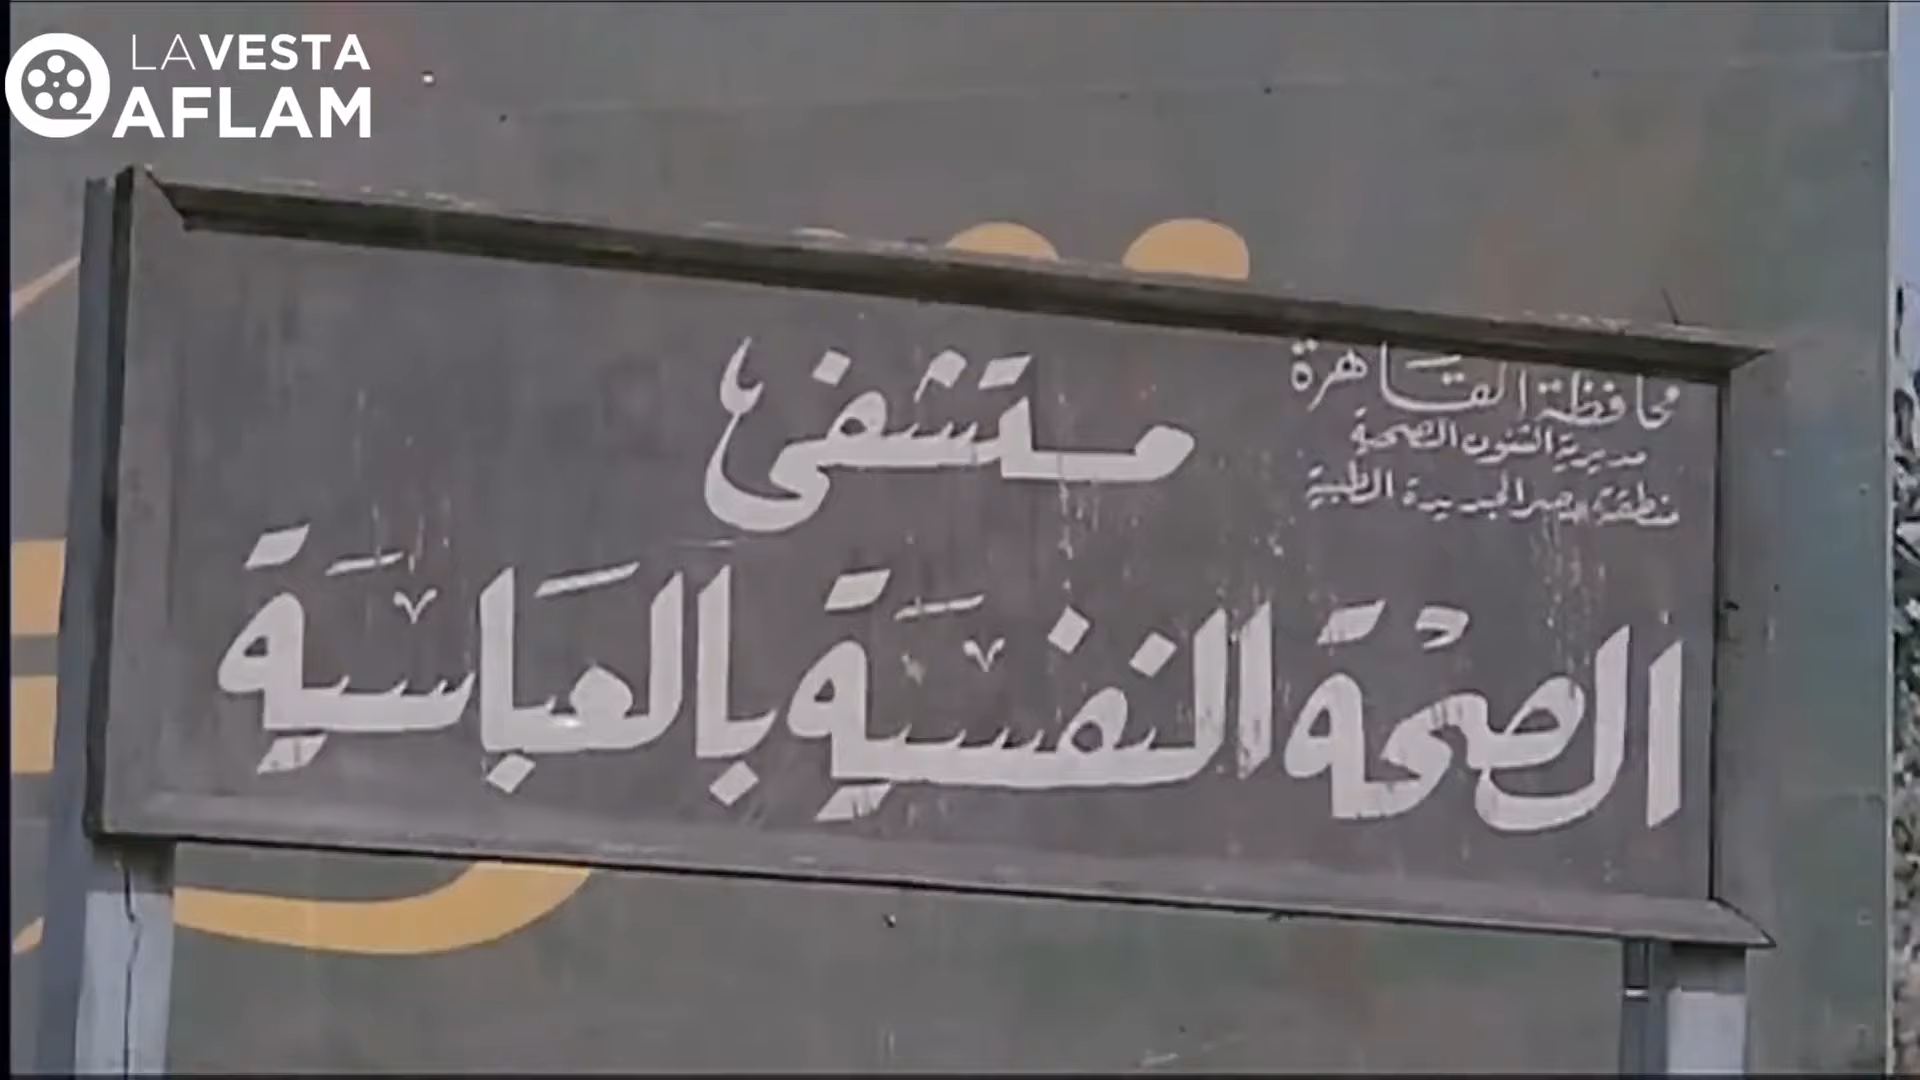 LAVESTA
AFLAM
محافظة القاهرة
مديرية الشئون الصحية
منطقة مصر الجديدة الطبية
مستشفى
الصحة النفسية بالعباسية